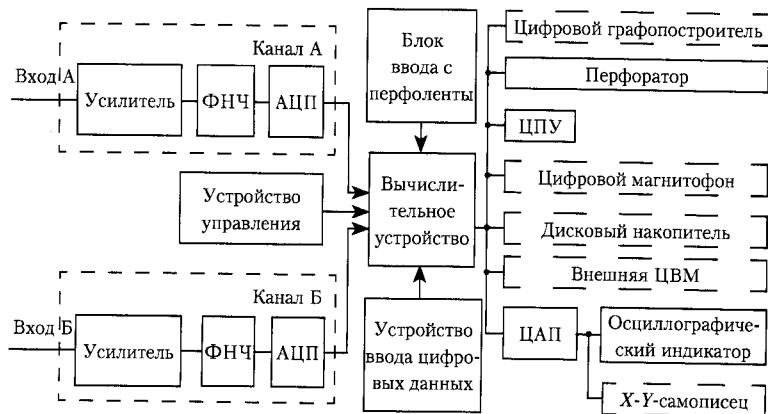 Канал А
Вход А
Усилитель
ФНЧ
АЦП
Блок
ввода с
перфоленты
Цифровой графопостроитель
Перфоратор
ЦПУ
Устройство
управления
Вычисли-
тельное
устройство
Цифровой магнитофон
Дисковый накопитель
Внешняя ЦВМ
Канал Б
Вход Б
Усилитель
ФНЧ
АЦП
Устройство
ввода цифро-
вых данных
ЦАП
Осциллографиче-
ский индикатор
X-Y-самописец